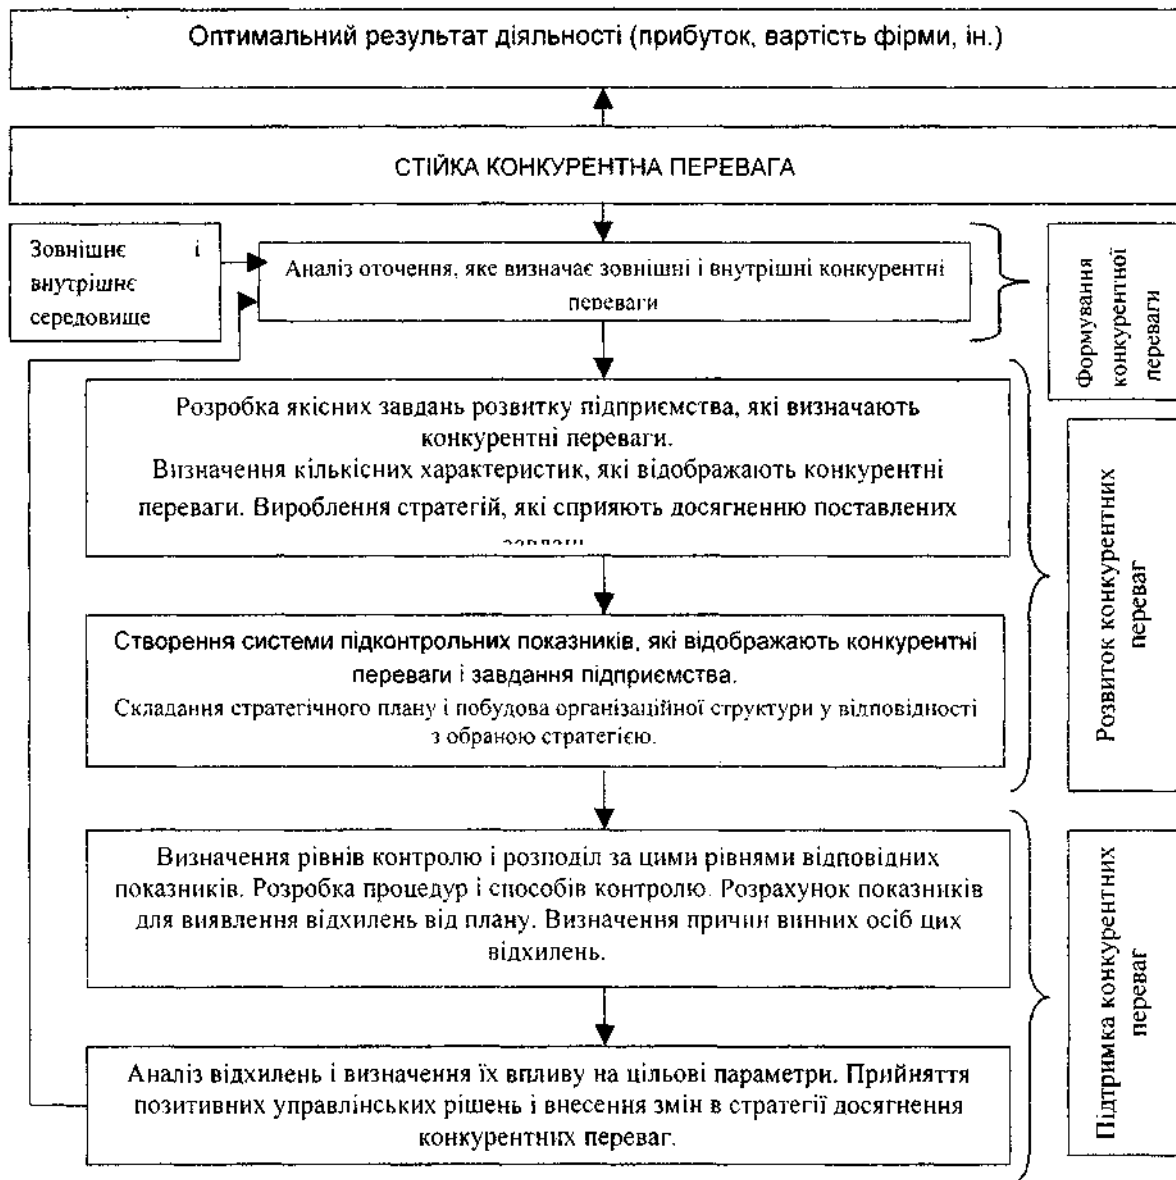 Оптимальний результат діяльності (прибуток, вартість фірми, ін.)
СТІЙКА КОНКУРЕНТНА ПЕРЕВАГА
Зовнішнє і
внутрішнє
середовище
Аналіз оточення, яке визначає зовнішні і внутрішні конкурентні
переваги
Формування
конкурентної
переваги
Розробка якісних завдань розвитку підприємства, які визначають
конкурентні переваги.
Визначення кількісних характеристик, які відображають конкурентні
переваги. Вироблення стратегій, які сприяють досягненню поставлених
Створення системи підконтрольних показників, які відображають конкурентні
переваги і завдання підприємства.
Складання стратегічного плану і побудова організаційної структури у відповідності
з обраною стратегією.
Розвиток конкурентних
переваг
Визначення рівнів контролю і розподіл за цими рівнями відповідних
показників. Розробка процедур і способів контролю. Розрахунок показників
для виявлення відхилень від плану. Визначення причин винних осіб цих
відхилень.
Аналіз відхилень і визначення їх впливу на цільові параметри. Прийняття
позитивних управлінських рішень і внесення змін в стратегії досягнення
конкурентних переваг.
Підтримка конкурентних
переваг